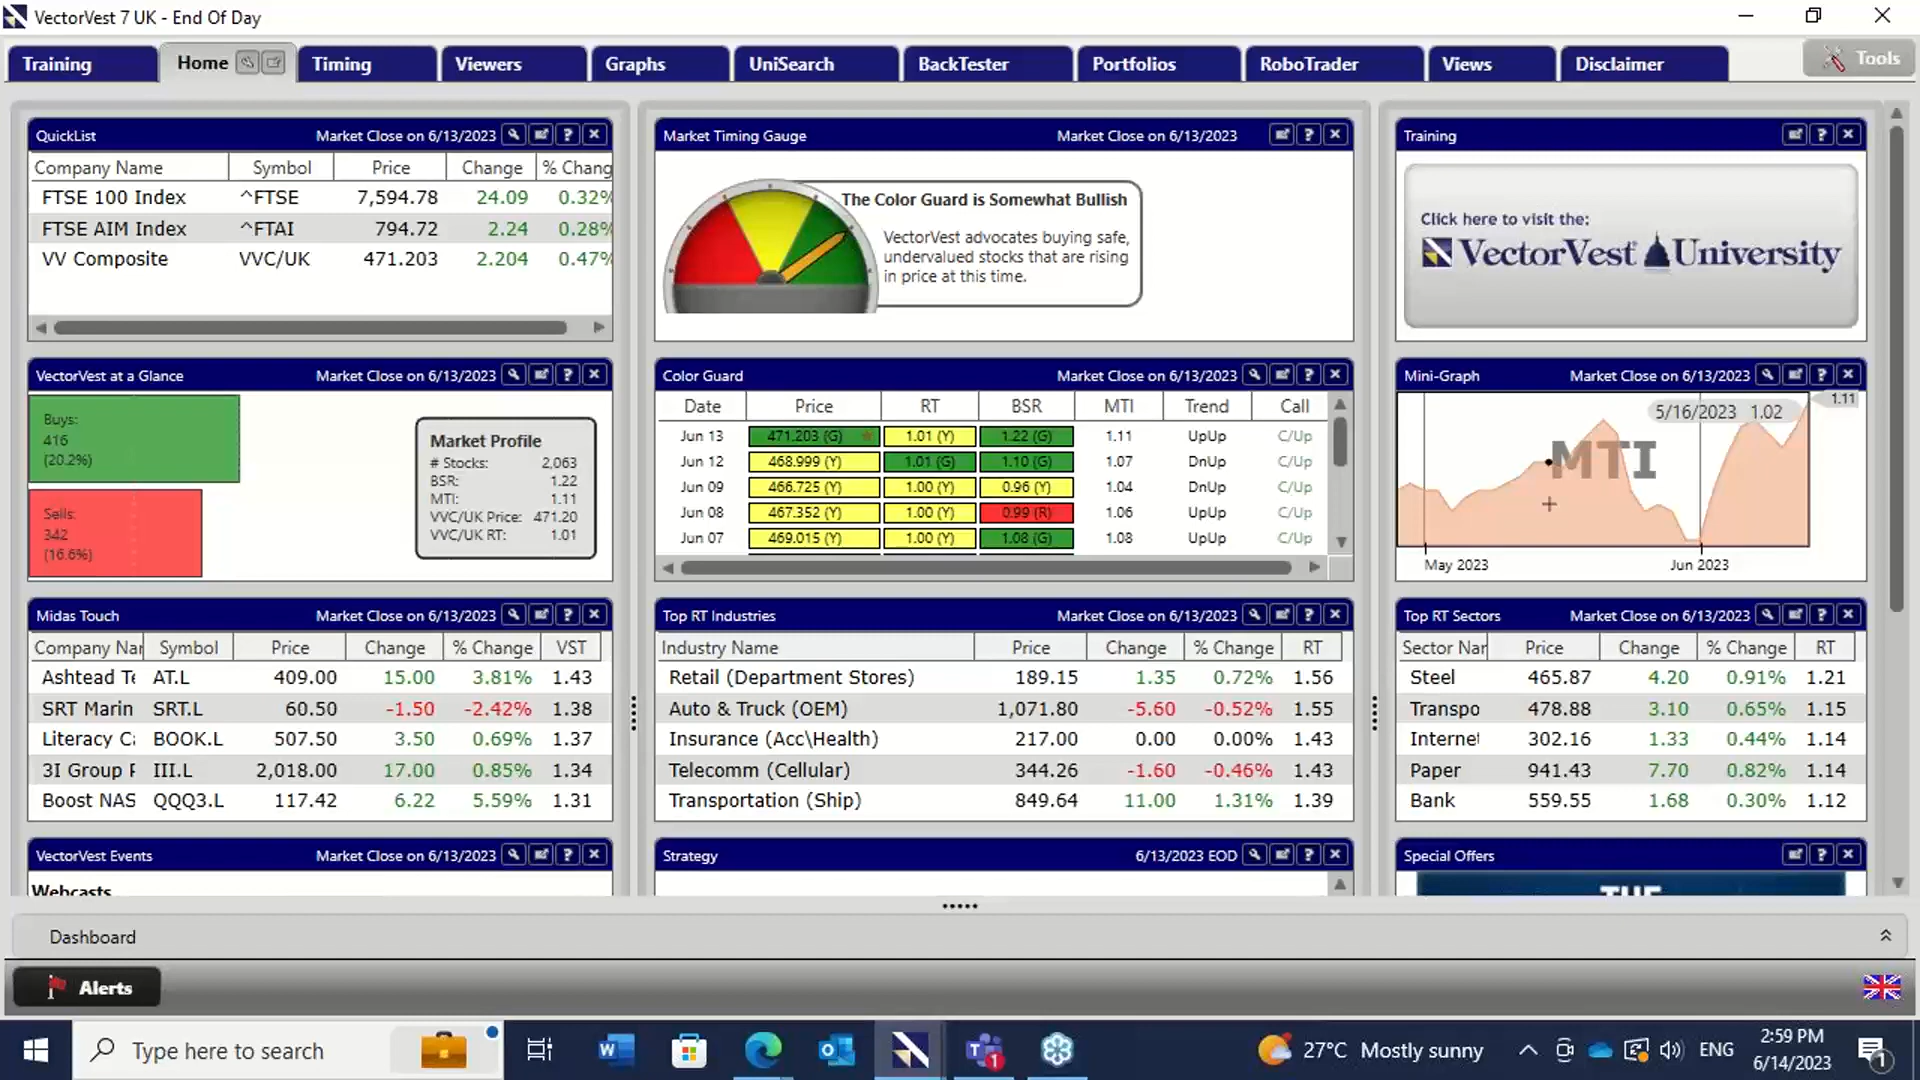 VectorVest 7 UK - End Of Day
Training Home Timing Viewers Graphs UniSearch BackTester Portfolios RoboTrader Views Disclaimer Tools
QuickList Market Close on 6/13/2023
Company Name Symbol Price Change % Chang
FTSE 100 Index ^FTSE 7,594.78 24.09 0.32%
FTSE AIM Index ^FTAI 794.72 2.24 0.28%
VV Composite VVC/UK 471.203 2.204 0.47%
Market Timing Gauge Market Close on 6/13/2023
The Color Guard is Somewhat Bullish
VectorVest advocates buying safe,
undervalued stocks that are rising
in price at this time.
Training
Click here to visit the:
VectorVest University
VectorVest at a Glance Market Close on 6/13/2023
Buys:
416
(20.2%)
Sells:
342
(16.6%)
Market Profile
# Stocks: 2,063
BSR: 1.22
MTI: 1.11
VVC/UK Price: 471.20
VVC/UK RT: 1.01
Color Guard Market Close on 6/13/2023
Date Price RT BSR MTI Trend Call
Jun 13 471.203 (G) 1.01 (Y) 1.22 (G) 1.11 UpUp C/Up
Jun 12 468.999 (Y) 1.01 (G) 1.10 (G) 1.07 DnUp C/Up
Jun 09 466.725 (Y) 1.00 (Y) 0.96 (Y) 1.04 DnUp C/Up
Jun 08 467.352 (Y) 1.00 (Y) 0.99 (R) 1.06 UpUp C/Up
Jun 07 469.015 (Y) 1.00 (Y) 1.08 (G) 1.08 UpUp C/Up
Mini-Graph Market Close on 6/13/2023
1.11
5/16/2023 1.02
MTI
May 2023 Jun 2023
Midas Touch Market Close on 6/13/2023
Company Nar Symbol Price Change % Change VST
Ashtead Te AT.L 409.00 15.00 3.81% 1.43
SRT Marin SRT.L 60.50 -1.50 -2.42% 1.38
Literacy Ca BOOK.L 507.50 3.50 0.69% 1.37
3I Group P III.L 2,018.00 17.00 0.85% 1.34
Boost NAS QQQ3.L 117.42 6.22 5.59% 1.31
Top RT Industries Market Close on 6/13/2023
Industry Name Price Change % Change RT
Retail (Department Stores) 189.15 1.35 0.72% 1.56
Auto & Truck (OEM) 1,071.80 -5.60 -0.52% 1.55
Insurance (Acc\Health) 217.00 0.00 0.00% 1.43
Telecomm (Cellular) 344.26 -1.60 -0.46% 1.43
Transportation (Ship) 849.64 11.00 1.31% 1.39
Top RT Sectors Market Close on 6/13/2023
Sector Nar Price Change % Change RT
Steel 465.87 4.20 0.91% 1.21
Transpo 478.88 3.10 0.65% 1.15
Internet 302.16 1.33 0.44% 1.14
Paper 941.43 7.70 0.82% 1.14
Bank 559.55 1.68 0.30% 1.12
VectorVest Events Market Close on 6/13/2023
Webcasts
Strategy 6/13/2023 EOD
Special Offers
THE
Dashboard
Alerts
Type here to search
27°C Mostly sunny
ENG
2:59 PM
6/14/2023
1
1